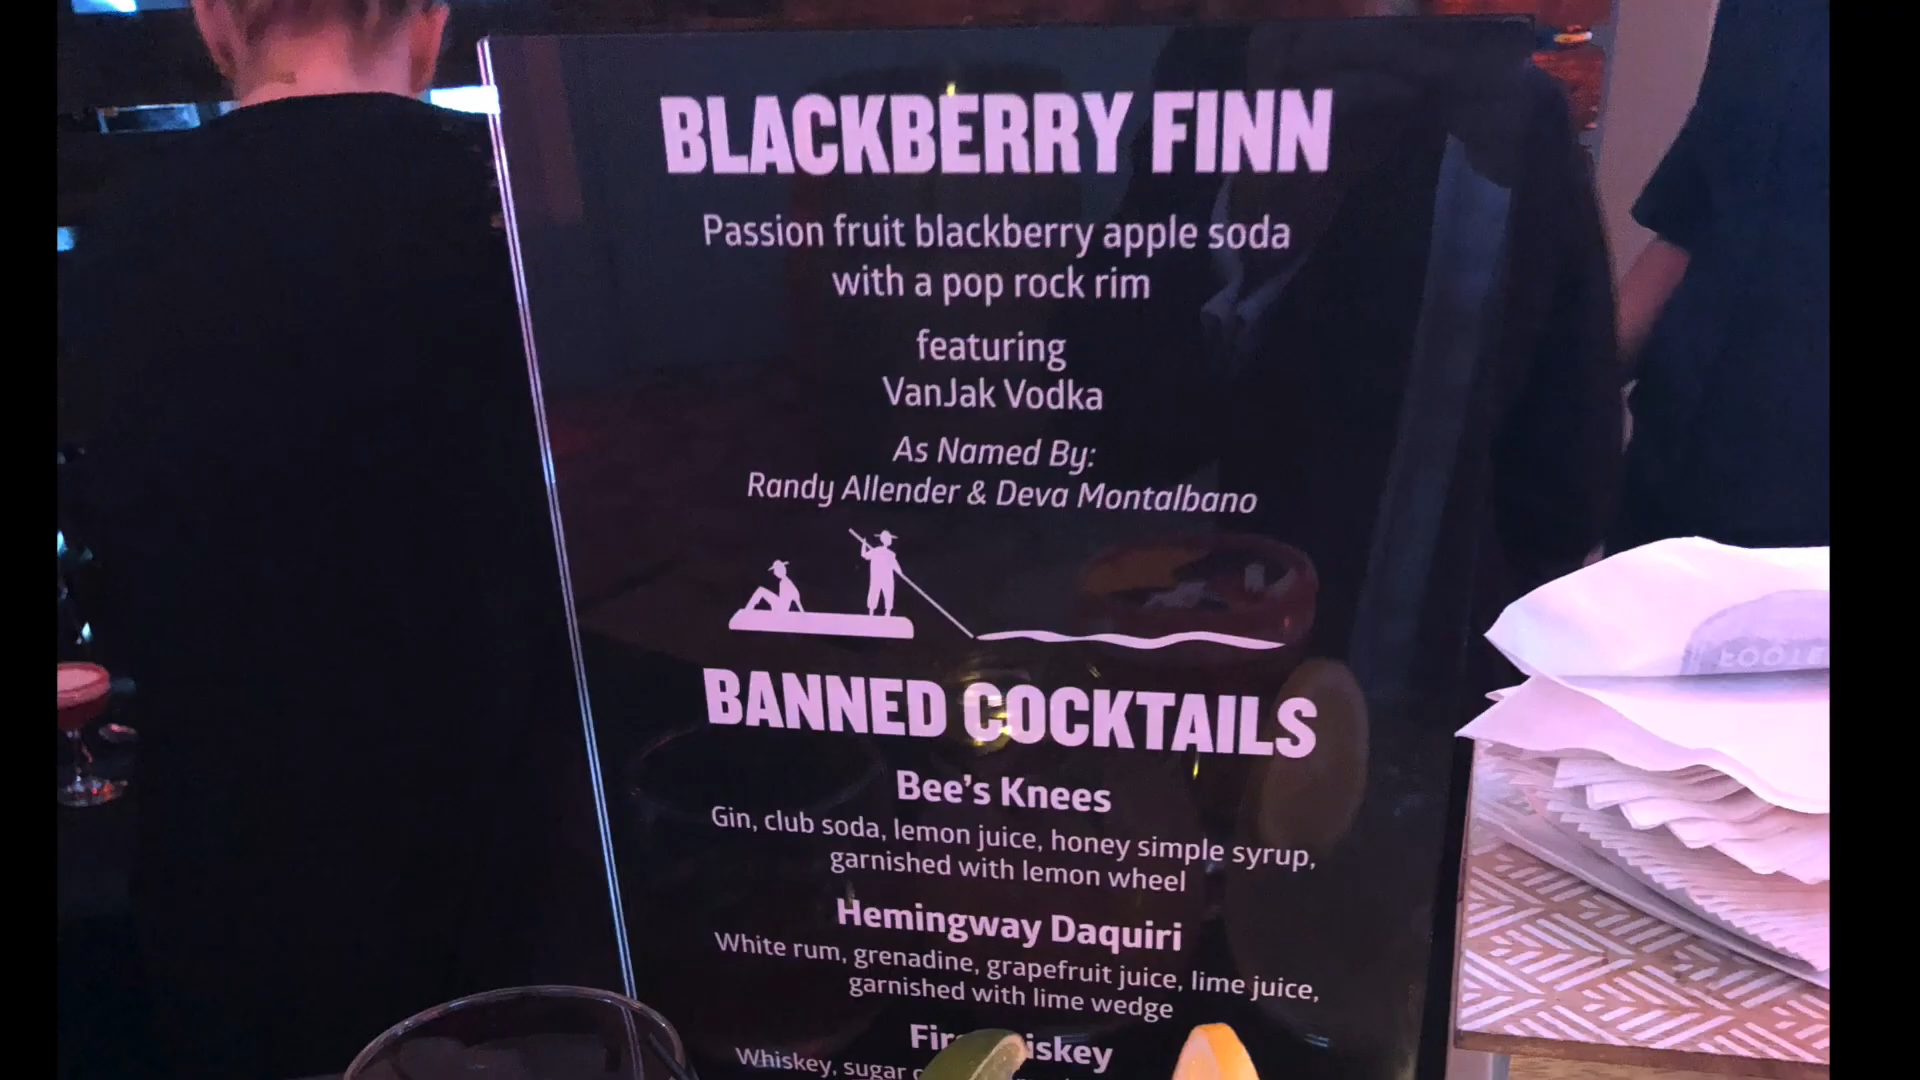 BLACKBERRY FINN
Passion fruit blackberry apple soda
with a pop rock rim
featuring
VanJak Vodka
As Named By:
Randy Allender & Deva Montalbano
BANNED COCKTAILS
Bee's Knees
Gin, club soda, lemon juice, honey simple syrup,
garnished with lemon wheel
Hemingway Daquiri
White rum, grenadine, grapefruit juice, lime juice,
garnished with lime wedge
Whiskey, sugar